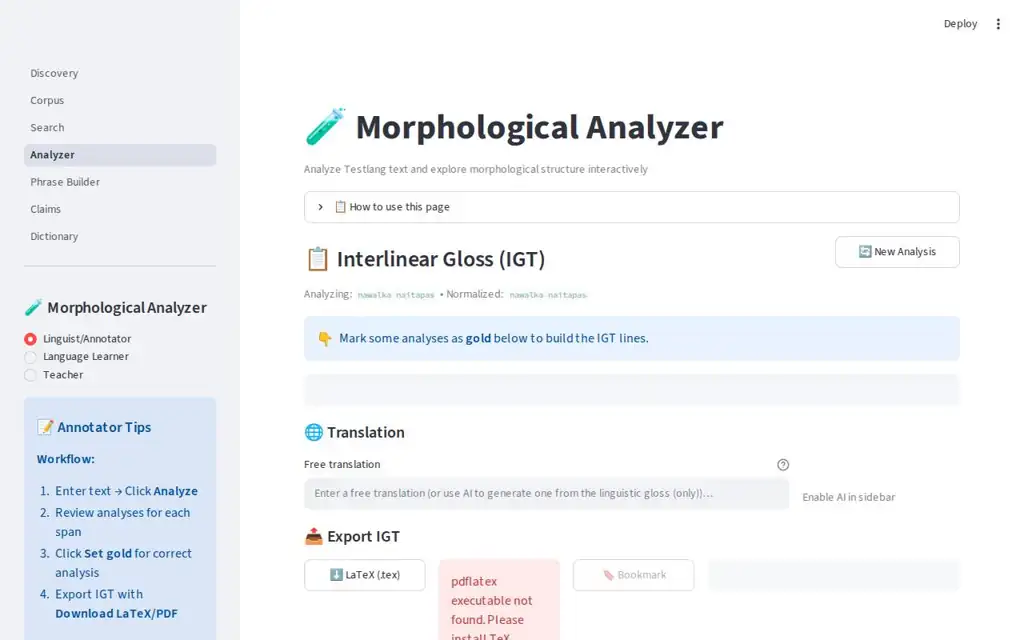 Deploy
Discovery
Corpus
Search
Analyzer
Phrase Builder
Claims
Dictionary
Morphological Analyzer
Linguist/Annotator
Language Learner
Teacher
Annotator Tips
Workflow:
1. Enter text → Click Analyze
2. Review analyses for each
span
3. Click Set gold for correct
analysis
4. Export IGT with
Download LaTeX/PDF
Morphological Analyzer
Analyze Testlang text and explore morphological structure interactively
How to use this page
Interlinear Gloss (IGT)
New Analysis
Analyzing: nawalka naitapas • Normalized: nawalka naitapas
Mark some analyses as gold below to build the IGT lines.
Translation
Free translation
Enter a free translation (or use AI to generate one from the linguistic gloss (only))...
Enable AI in sidebar
Export IGT
LaTeX (.tex)
pdflatex
executable not
found. Please
install TeX
Bookmark